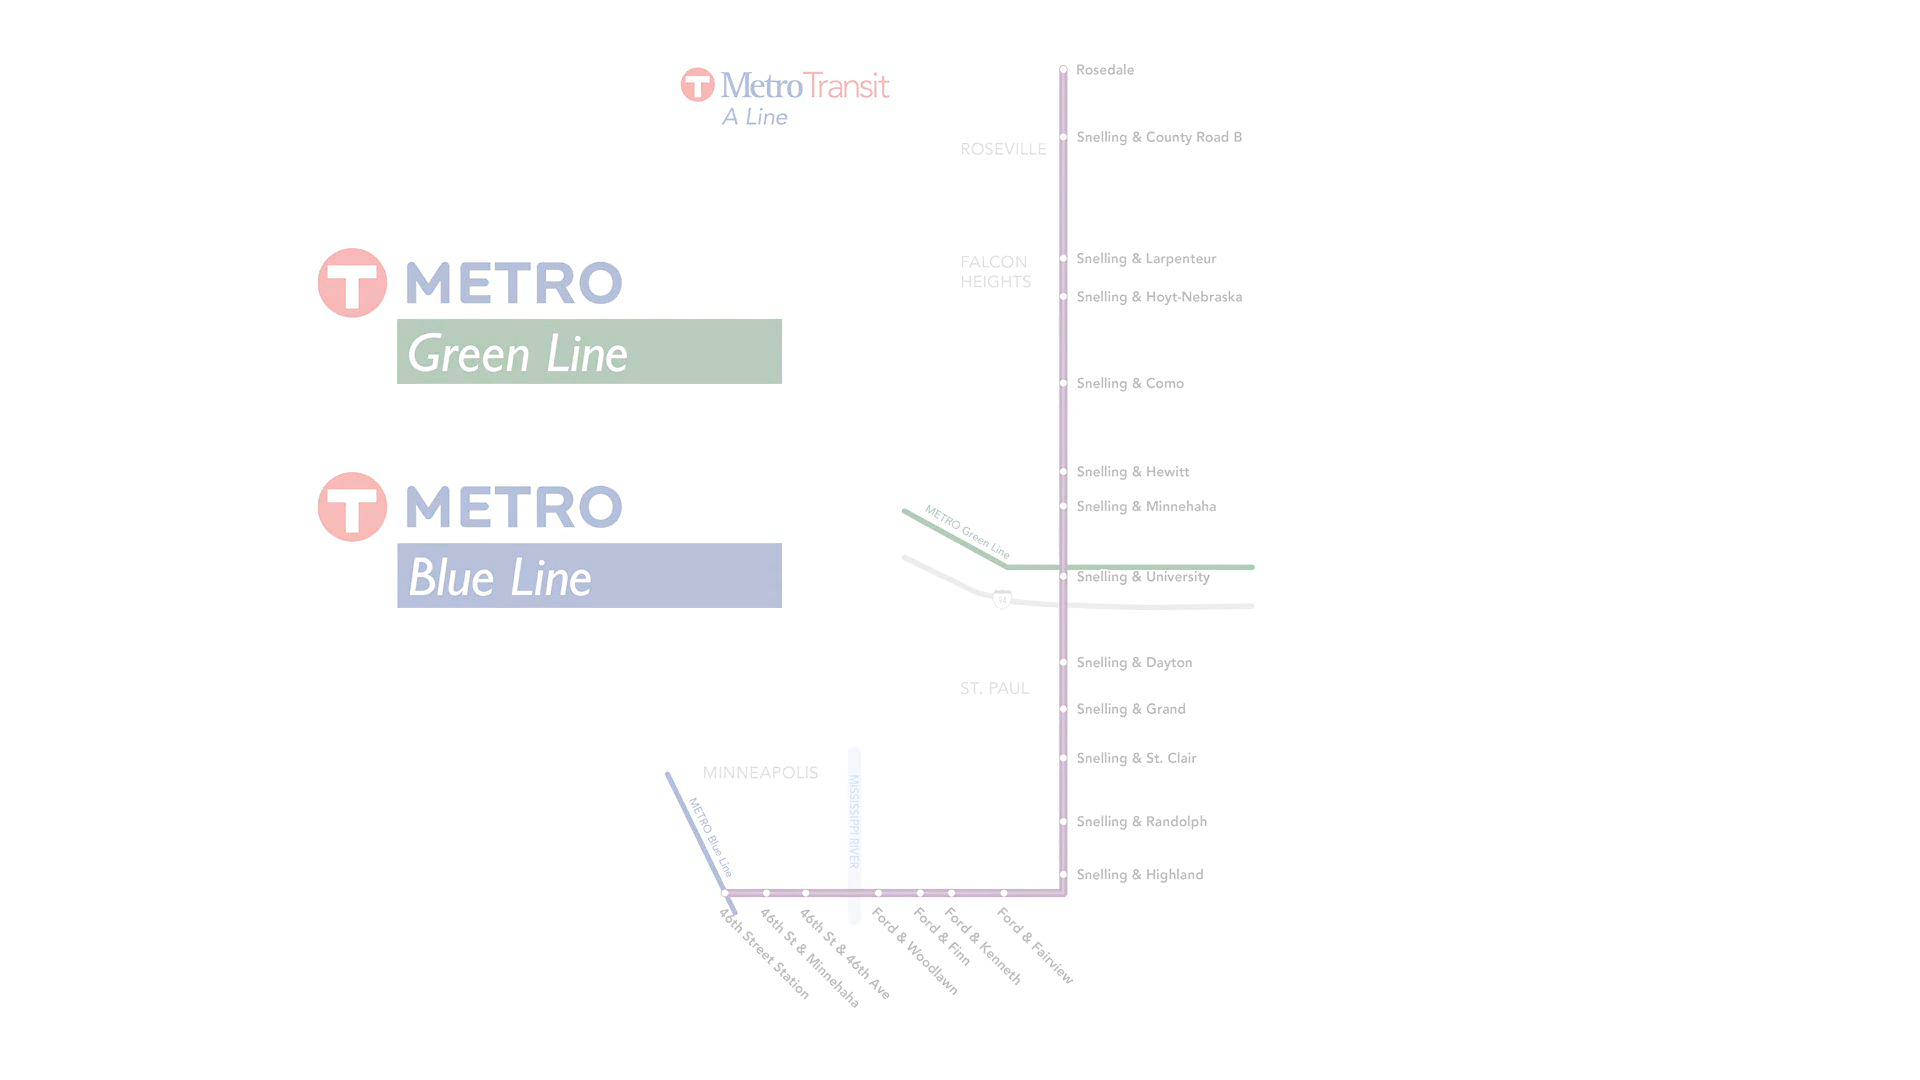 T MetroTransit
A Line
Rosedale
Snelling & County Road B
ROSEVILLE
Snelling & Larpenteur
FALCON
HEIGHTS
Snelling & Hoyt-Nebraska
T METRO
Green Line
Snelling & Como
Snelling & Hewitt
Snelling & Minnehaha
T METRO
Blue Line
METRO Green Line
Snelling & University
94
Snelling & Dayton
ST. PAUL
Snelling & Grand
Snelling & St. Clair
MINNEAPOLIS
MISSISSIPPI RIVER
METRO Blue Line
Snelling & Randolph
Snelling & Highland
46th Street Station
46th St & Minnehaha
46th St & 46th Ave
Ford & Woodlawn
Ford & Finn
Ford & Kenneth
Ford & Fairview